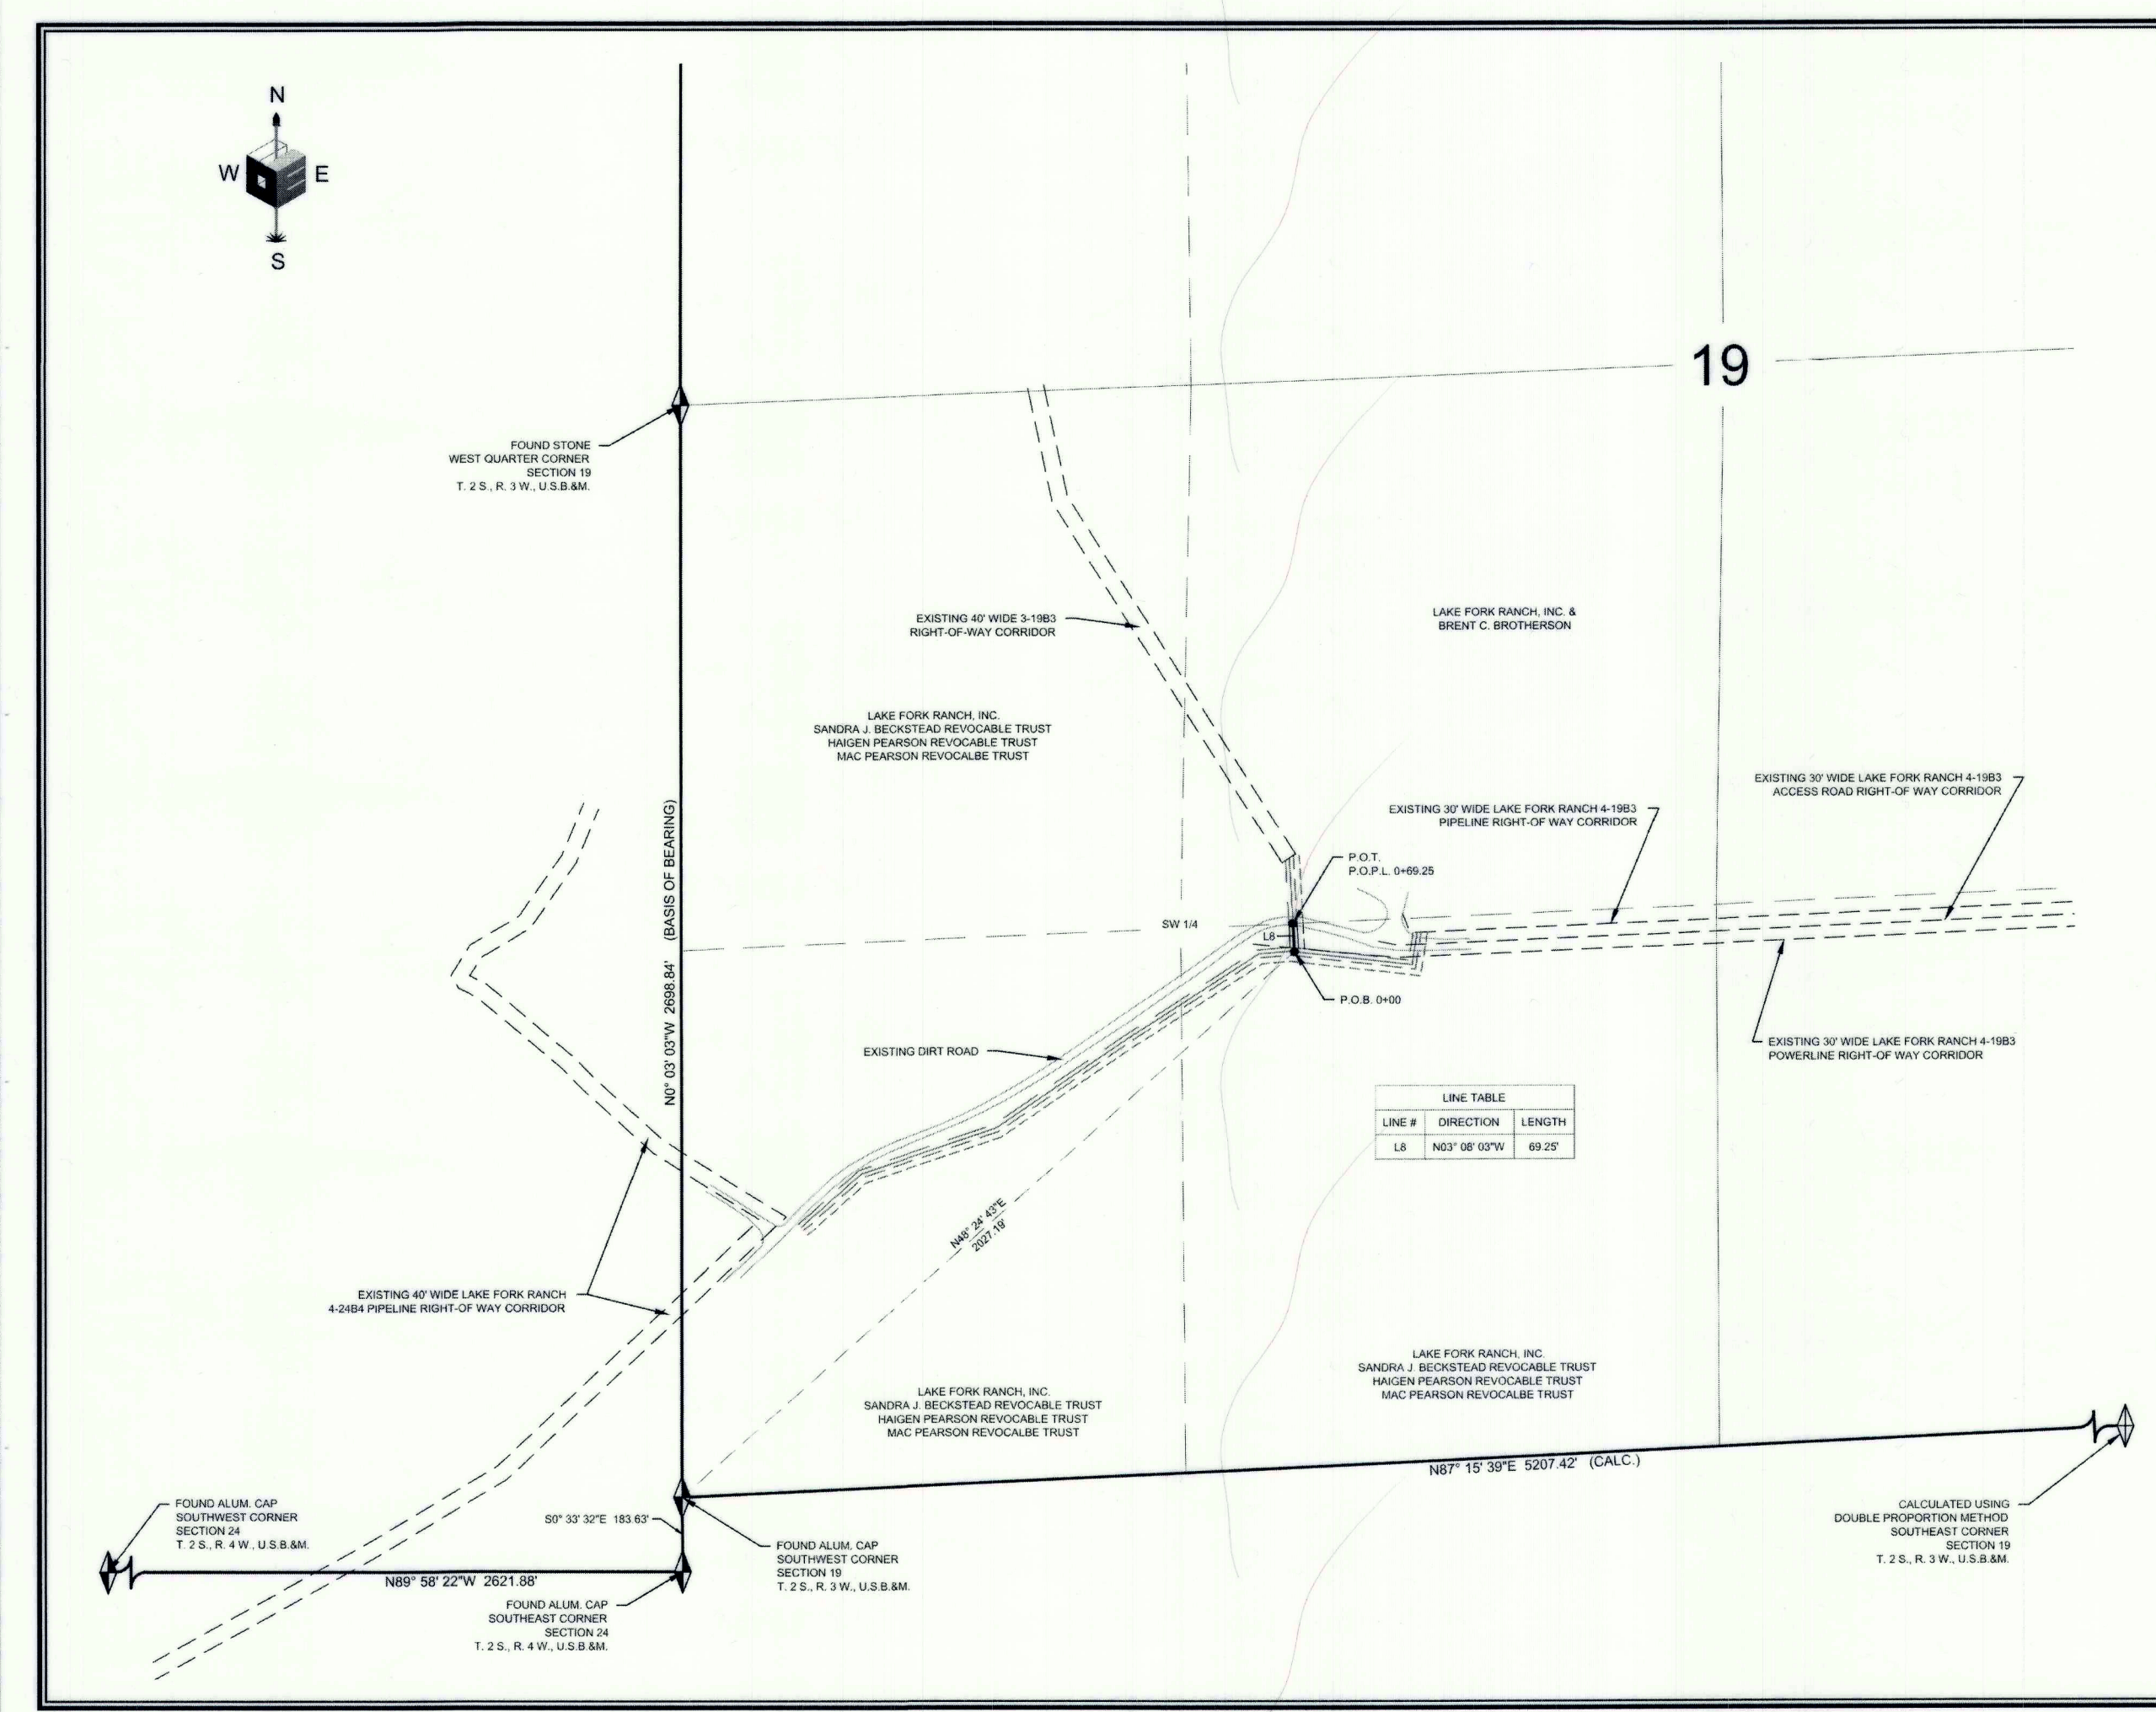 N
W
E
S
19
FOUND STONE
WEST QUARTER CORNER
SECTION 19
T. 2 S., R. 3 W., U.S.B.&M.
EXISTING 40' WIDE 3-19B3
RIGHT-OF-WAY CORRIDOR
LAKE FORK RANCH, INC. &
BRENT C. BROTHERSON
LAKE FORK RANCH, INC.
SANDRA J. BECKSTEAD REVOCABLE TRUST
HAIGEN PEARSON REVOCABLE TRUST
MAC PEARSON REVOCALBE TRUST
EXISTING 30' WIDE LAKE FORK RANCH 4-19B3
ACCESS ROAD RIGHT-OF WAY CORRIDOR
EXISTING 30' WIDE LAKE FORK RANCH 4-19B3
PIPELINE RIGHT-OF WAY CORRIDOR
N0° 03' 03"W 2698.84' (BASIS OF BEARING)
P.O.T.
P.O.P.L. 0+69.25
SW 1/4
L8
P.O.B. 0+00
EXISTING DIRT ROAD
EXISTING 30' WIDE LAKE FORK RANCH 4-19B3
POWERLINE RIGHT-OF WAY CORRIDOR
LINE TABLE
LINE # DIRECTION LENGTH
L8 N03° 08' 03"W 69.25'
N48° 24' 43"E
2027.19'
EXISTING 40' WIDE LAKE FORK RANCH
4-24B4 PIPELINE RIGHT-OF WAY CORRIDOR
LAKE FORK RANCH, INC.
SANDRA J. BECKSTEAD REVOCABLE TRUST
HAIGEN PEARSON REVOCABLE TRUST
MAC PEARSON REVOCALBE TRUST
LAKE FORK RANCH, INC.
SANDRA J. BECKSTEAD REVOCABLE TRUST
HAIGEN PEARSON REVOCABLE TRUST
MAC PEARSON REVOCALBE TRUST
N87° 15' 39"E 5207.42' (CALC.)
FOUND ALUM. CAP
SOUTHWEST CORNER
SECTION 24
T. 2 S., R. 4 W., U.S.B.&M.
S0° 33' 32"E 183.63'
FOUND ALUM. CAP
SOUTHWEST CORNER
SECTION 19
T. 2 S., R. 3 W., U.S.B.&M.
CALCULATED USING
DOUBLE PROPORTION METHOD
SOUTHEAST CORNER
SECTION 19
T. 2 S., R. 3 W., U.S.B.&M.
N89° 58' 22"W 2621.88'
FOUND ALUM. CAP
SOUTHEAST CORNER
SECTION 24
T. 2 S., R. 4 W., U.S.B.&M.